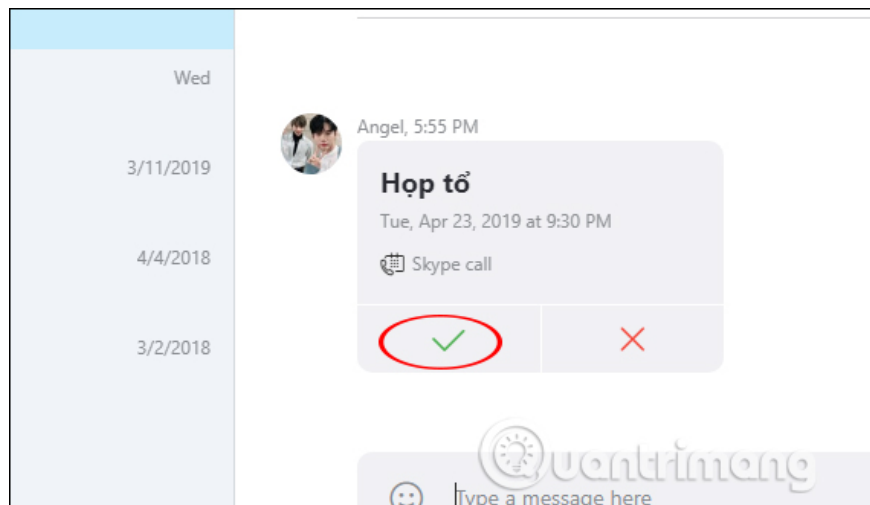 Wed
3/11/2019
4/4/2018
3/2/2018
Angel, 5:55 PM
Họp tổ
Tue, Apr 23, 2019 at 9:30 PM
Skype call
Quantrimang
Type a message here